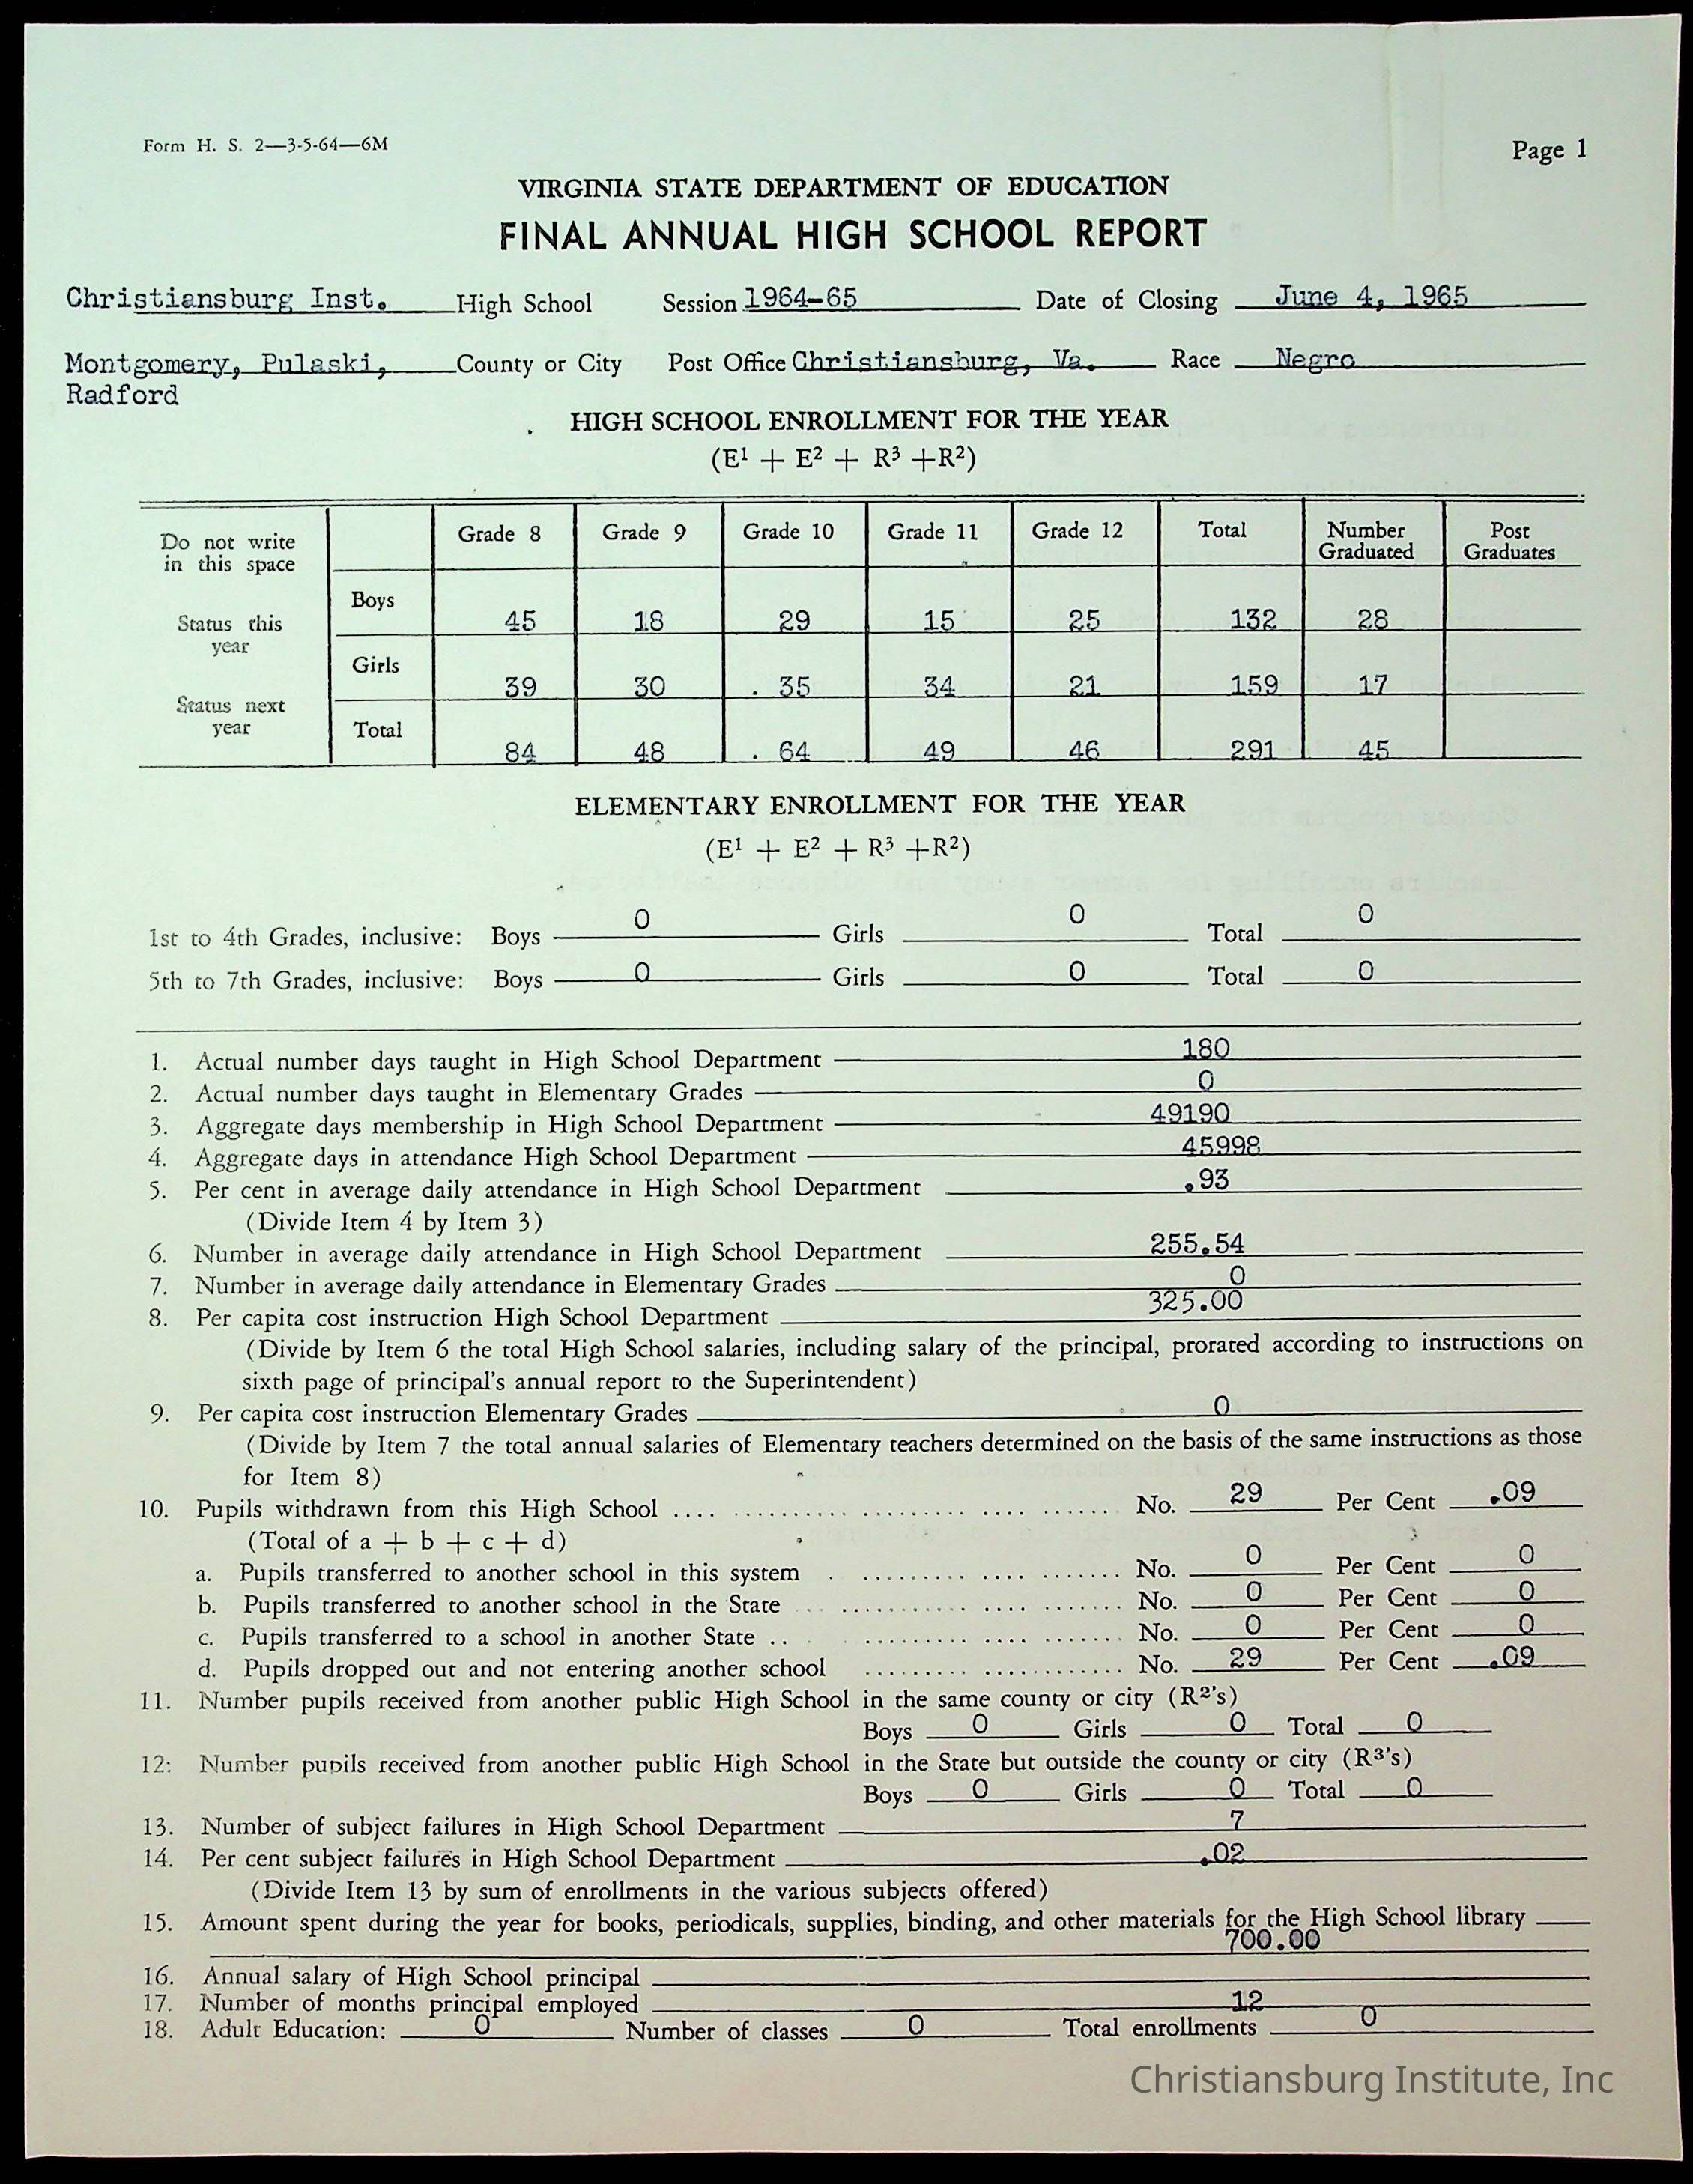 Form H. S. 2—3-5-64—6M
Page 1
VIRGINIA STATE DEPARTMENT OF EDUCATION
FINAL ANNUAL HIGH SCHOOL REPORT
Christiansburg Inst. High School Session 1964-65 Date of Closing June 4, 1965
Montgomery, Pulaski, County or City Post Office Christiansburg, Va. Race Negro
Radford
HIGH SCHOOL ENROLLMENT FOR THE YEAR
(E¹ + E² + R³ +R²)
Do not write in this space Grade 8 Grade 9 Grade 10 Grade 11 Grade 12 Total Number Graduated Post Graduates
Status this year
Boys 45 18 29 15 25 132 28
Girls 39 30 35 34 21 159 17
Status next year
Total 84 48 64 49 46 291 45
ELEMENTARY ENROLLMENT FOR THE YEAR
(E¹ + E² + R³ +R²)
1st to 4th Grades, inclusive: Boys 0 Girls 0 Total 0
5th to 7th Grades, inclusive: Boys 0 Girls 0 Total 0
1. Actual number days taught in High School Department 180
2. Actual number days taught in Elementary Grades 0
3. Aggregate days membership in High School Department 49190
4. Aggregate days in attendance High School Department 45998
5. Per cent in average daily attendance in High School Department .93
(Divide Item 4 by Item 3)
6. Number in average daily attendance in High School Department 255.54
7. Number in average daily attendance in Elementary Grades 0
8. Per capita cost instruction High School Department 325.00
(Divide by Item 6 the total High School salaries, including salary of the principal, prorated according to instructions on
sixth page of principal's annual report to the Superintendent)
9. Per capita cost instruction Elementary Grades 0
(Divide by Item 7 the total annual salaries of Elementary teachers determined on the basis of the same instructions as those
for Item 8)
10. Pupils withdrawn from this High School No. 29 Per Cent .09
(Total of a + b + c + d)
a. Pupils transferred to another school in this system No. 0 Per Cent 0
b. Pupils transferred to another school in the State No. 0 Per Cent 0
c. Pupils transferred to a school in another State No. 0 Per Cent 0
d. Pupils dropped out and not entering another school No. 29 Per Cent .09
11. Number pupils received from another public High School in the same county or city (R²'s)
Boys 0 Girls 0 Total 0
12: Number pupils received from another public High School in the State but outside the county or city (R³'s)
Boys 0 Girls 0 Total 0
13. Number of subject failures in High School Department 7
14. Per cent subject failures in High School Department .02
(Divide Item 13 by sum of enrollments in the various subjects offered)
15. Amount spent during the year for books, periodicals, supplies, binding, and other materials for the High School library
700.00
16. Annual salary of High School principal
17. Number of months principal employed 12
18. Adult Education: 0 Number of classes 0 Total enrollments 0
Christiansburg Institute, Inc